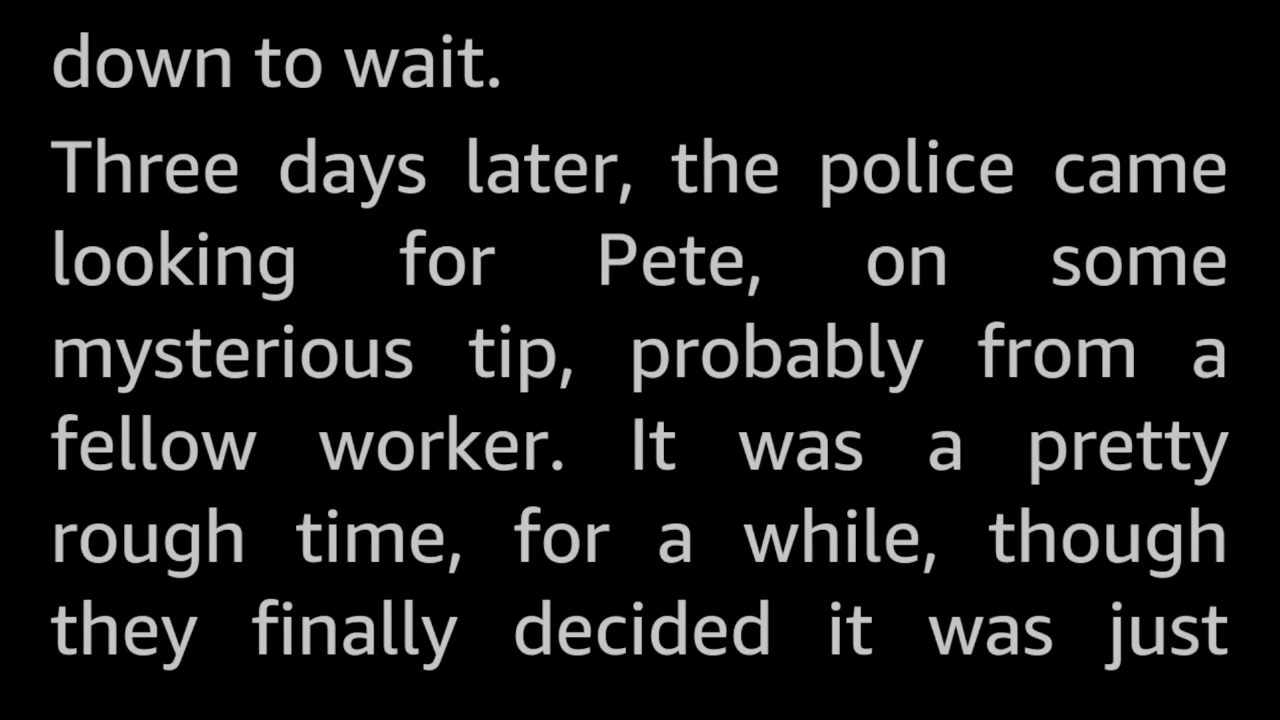 down to wait.
Three days later, the police came
looking for Pete, on some
mysterious tip, probably from a
fellow worker. It was a pretty
rough time, for a while, though
they finally decided it was just